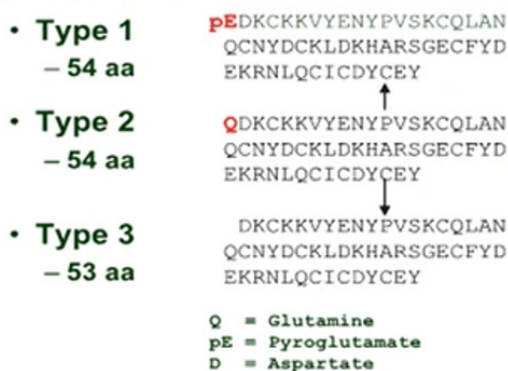 • Type 1
– 54 aa
pEDKCKKVYENYPVSKCQLAN
QCNYDCKLDKHARSGECFYD
EKRNLQCICDYCEY
• Type 2
– 54 aa
QDKCKKVYENYPVSKCQLAN
QCNYDCKLDKHARSGECFYD
EKRNLQCICDYCEY
• Type 3
– 53 aa
DKCKKVYENYPVSKCQLAN
QCNYDCKLDKHARSGECFYD
EKRNLQCICDYCEY
Q = Glutamine
pE = Pyroglutamate
D = Aspartate